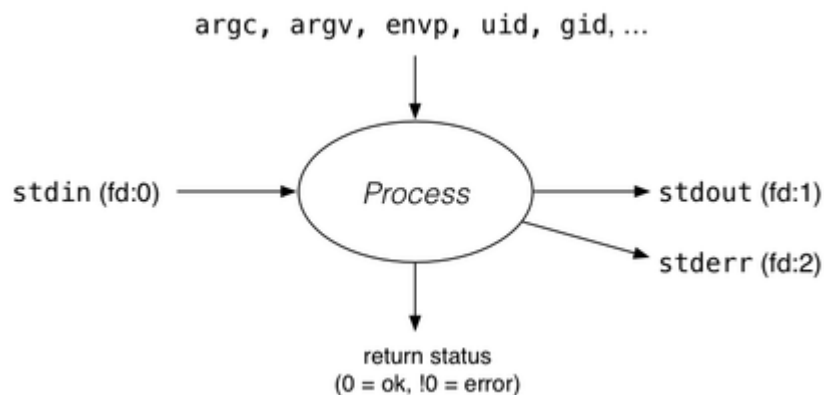 argc, argv, envp, uid, gid, ...
stdin (fd:0)
Process
stdout (fd:1)
stderr (fd:2)
return status
(0 = ok, !0 = error)